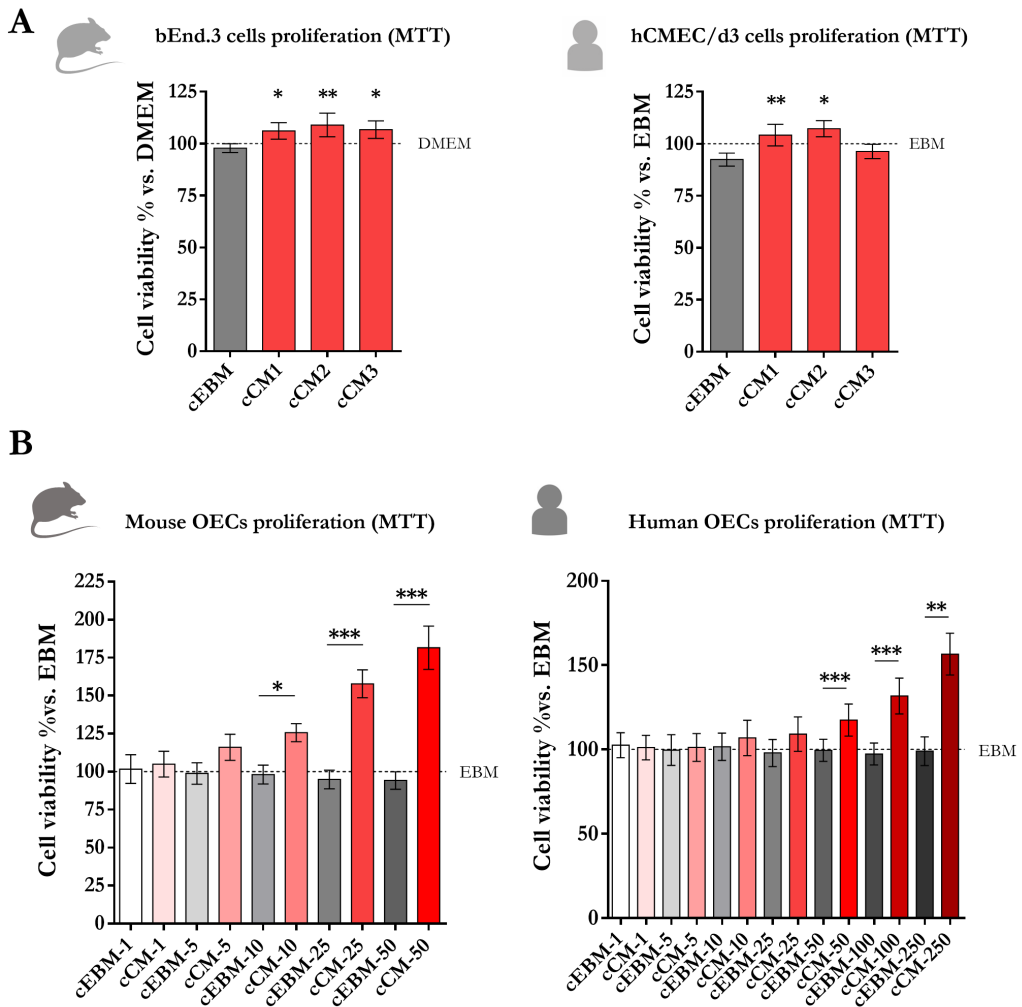 A
bEnd.3 cells proliferation (MTT)
Cell viability % vs. DMEM
125
100
75
50
25
0
*
**
*
DMEM
cEBM
cCM1
cCM2
cCM3
hCMEC/d3 cells proliferation (MTT)
Cell viability % vs. EBM
125
100
75
50
25
0
**
*
EBM
cEBM
cCM1
cCM2
cCM3
B
Mouse OECs proliferation (MTT)
Cell viability %vs. EBM
225
200
175
150
125
100
75
50
25
0
*
***
***
EBM
cEBM-1
cCM-1
cEBM-5
cCM-5
cEBM-10
cCM-10
cEBM-25
cCM-25
cEBM-50
cCM-50
Human OECs proliferation (MTT)
Cell viability %vs. EBM
200
150
100
50
0
***
***
**
EBM
cEBM-1
cCM-1
cEBM-5
cCM-5
cEBM-10
cCM-10
cEBM-25
cCM-25
cEBM-50
cCM-50
cEBM-100
cCM-100
cEBM-250
cCM-250